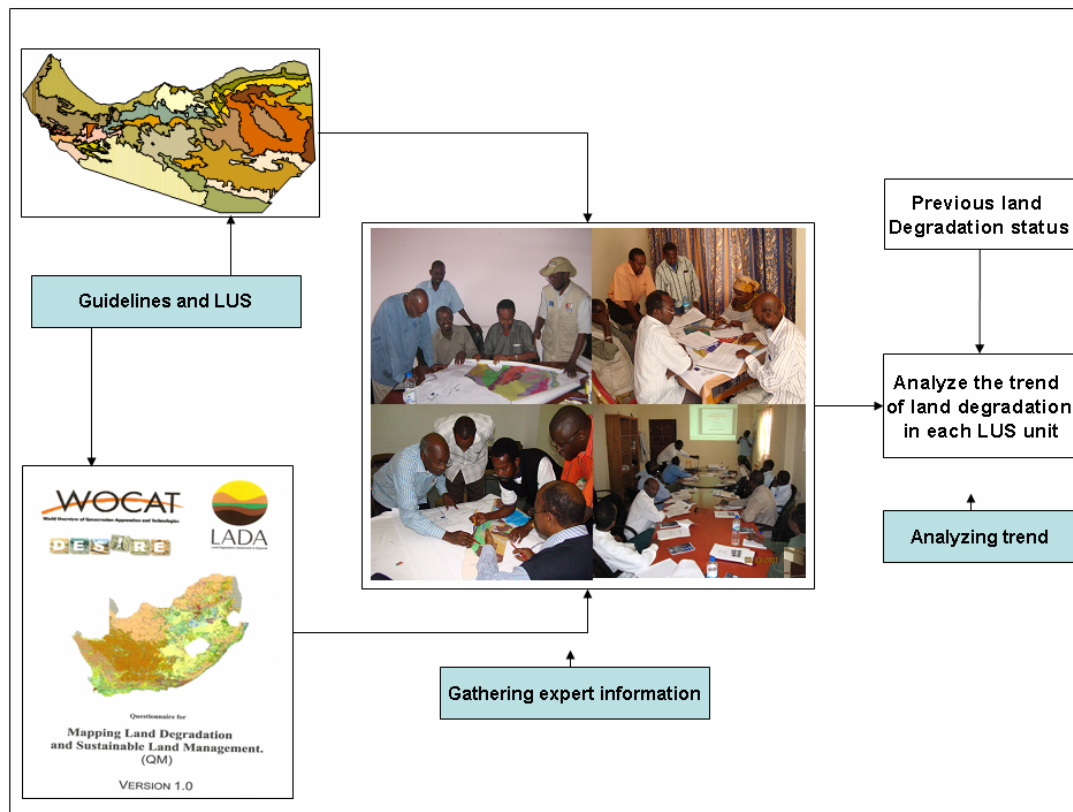 Guidelines and LUS
WOCAT
World Overview of Conservation Approaches and Technologies
DESIRE
LADA
Questionnaire for
Mapping Land Degradation
and Sustainable Land Management.
(QM)
VERSION 1.0
Gathering expert information
Previous land
Degradation status
Analyze the trend
of land degradation
in each LUS unit
Analyzing trend